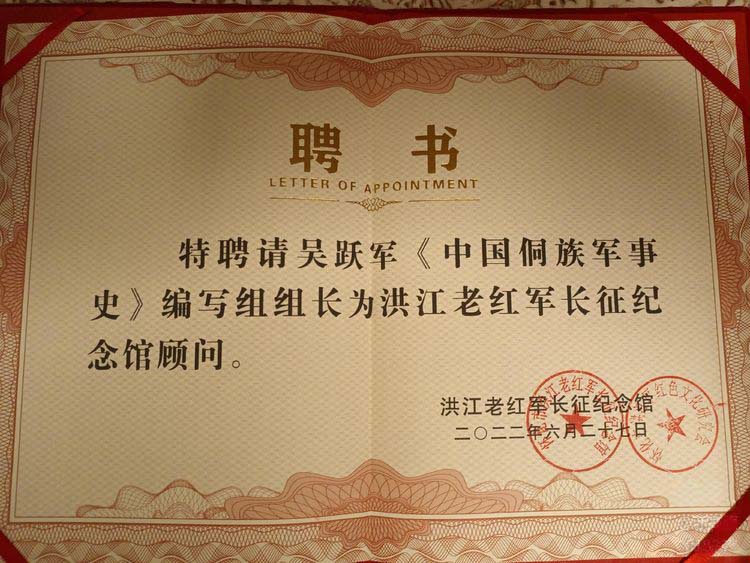 聘 书
LETTER OF APPOINTMENT
特聘请吴跃军《中国侗族军事
史》编写组组长为洪江老红军长征纪
念馆顾问。
洪江老红军长征纪念馆
二〇二二年六月二十七日